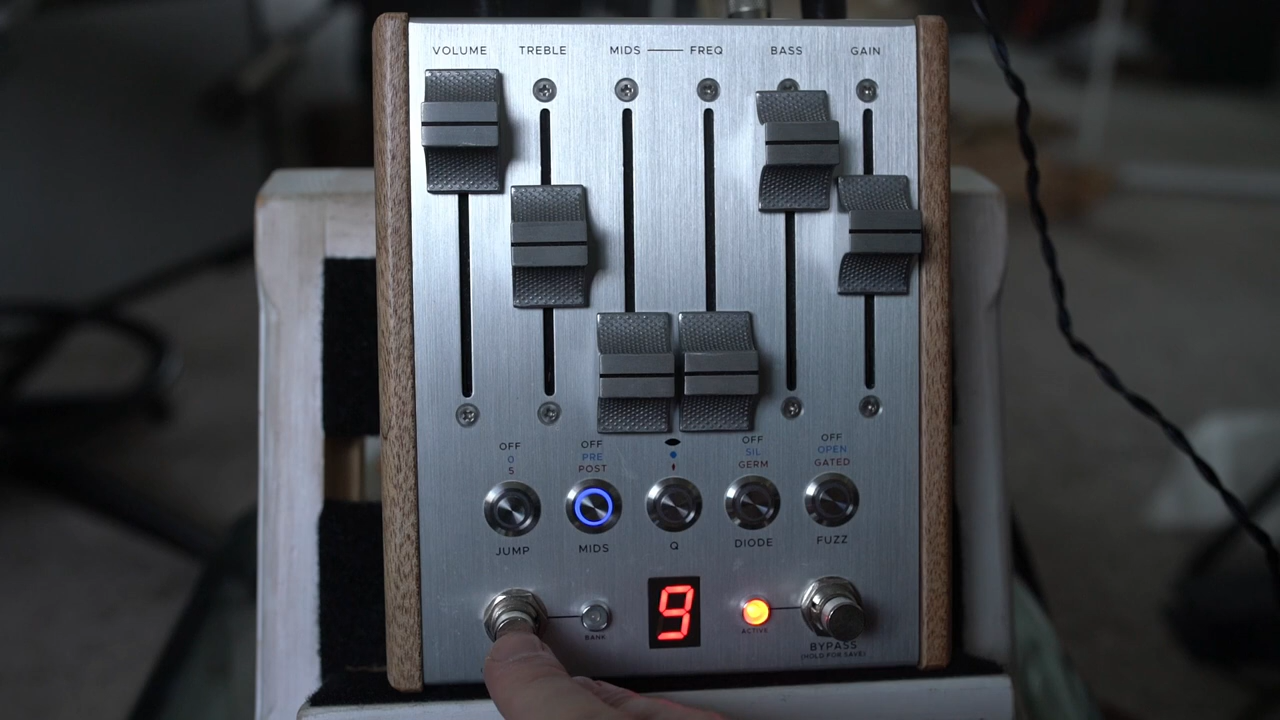 VOLUME TREBLE MIDS FREQ BASS GAIN
OFF OFF OFF OFF
0 PRE SIL OPEN
5 POST GERM GATED
JUMP MIDS Q DIODE FUZZ
9
BANK ACTIVE
BYPASS
(HOLD FOR SAVE)